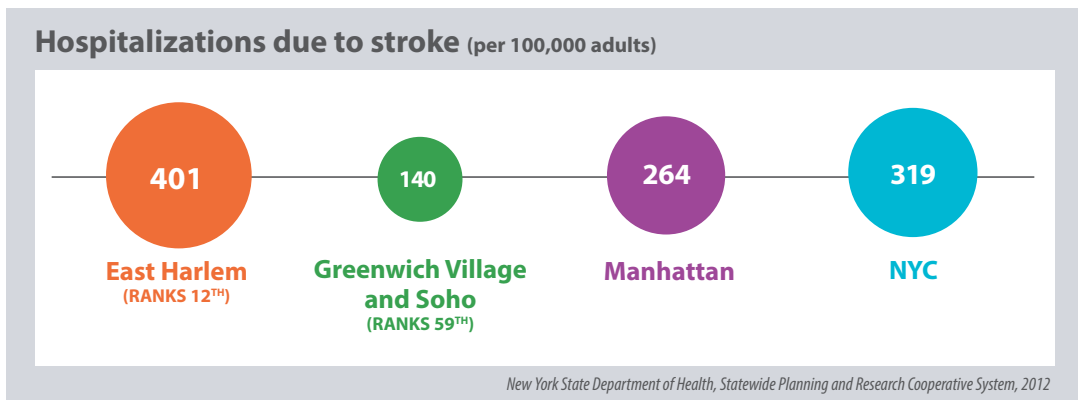 Hospitalizations due to stroke (per 100,000 adults)
401
140
264
319
East Harlem
(RANKS 12TH)
Greenwich Village
and Soho
(RANKS 59TH)
Manhattan
NYC
New York State Department of Health, Statewide Planning and Research Cooperative System, 2012